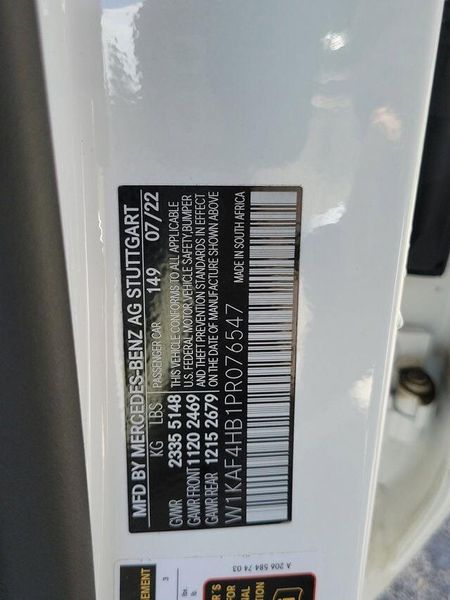 MFD BY MERCEDES-BENZ AG STUTTGART
KG LBS PASSENGER CAR 149 07/22
GVWR 2335 5148 THIS VEHICLE CONFORMS TO ALL APPLICABLE
U.S. FEDERAL MOTOR VEHICLE SAFETY, BUMPER
GAWR FRONT 1120 2469 AND THEFT PREVENTION STANDARDS IN EFFECT
GAWR REAR 1215 2679 ON THE DATE OF MANUFACTURE SHOWN ABOVE
W1KAF4HB1PR076547 MADE IN SOUTH AFRICA
A 206 584 74 03